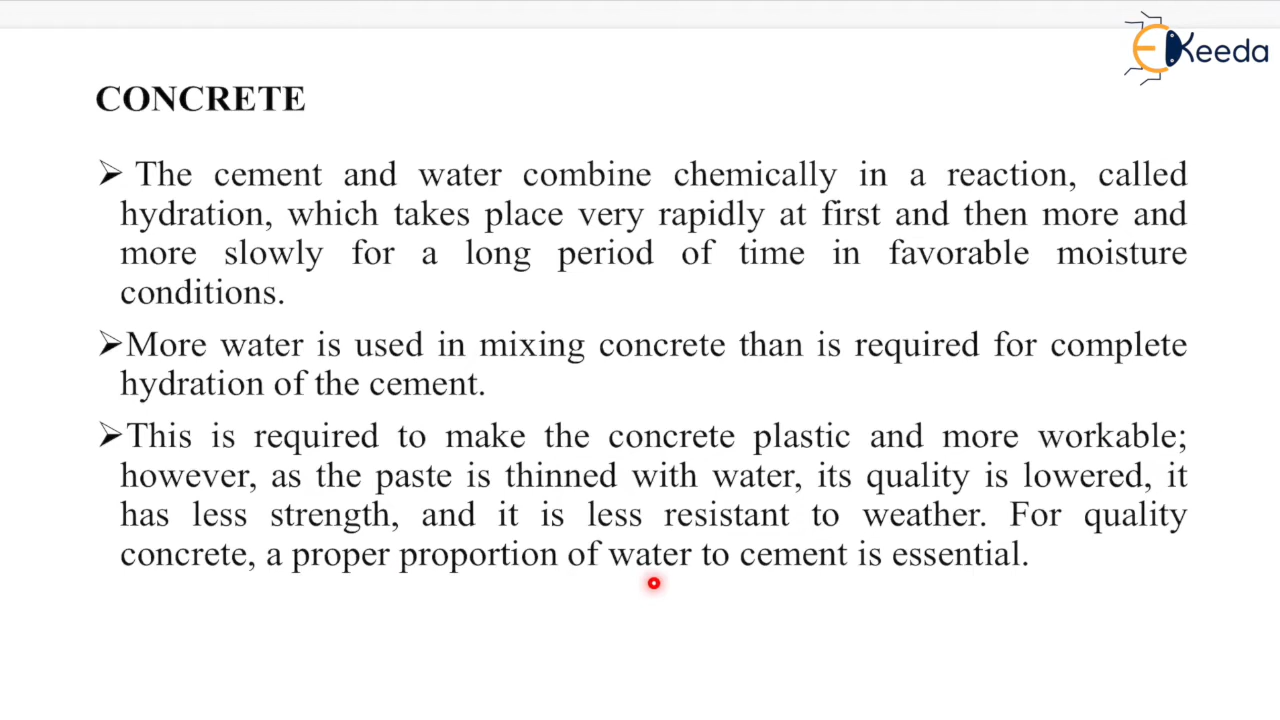 EKeeda
CONCRETE
➢ The cement and water combine chemically in a reaction, called
hydration, which takes place very rapidly at first and then more and
more slowly for a long period of time in favorable moisture
conditions.
➢More water is used in mixing concrete than is required for complete
hydration of the cement.
➢This is required to make the concrete plastic and more workable;
however, as the paste is thinned with water, its quality is lowered, it
has less strength, and it is less resistant to weather. For quality
concrete, a proper proportion of water to cement is essential.